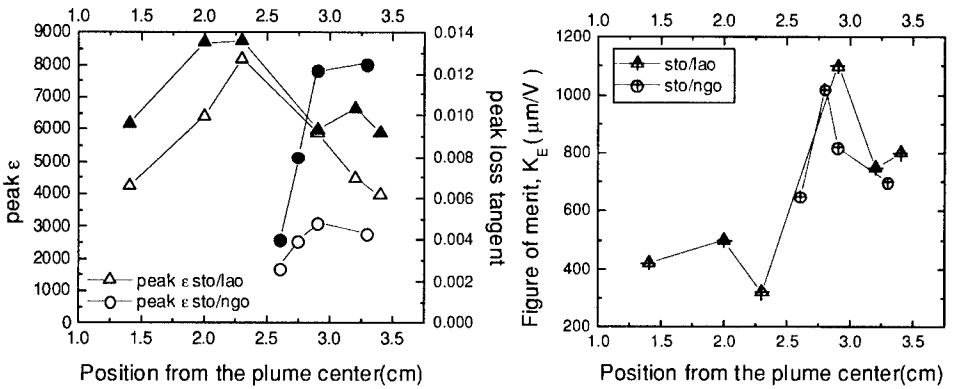 1.0 1.5 2.0 2.5 3.0 3.5
9000
8000
7000
6000
5000
4000
3000
2000
1000
0
peak ε
0.014
0.012
0.010
0.008
0.006
0.004
0.002
0.000
peak loss tangent
peak ε sto/lao
peak ε sto/ngo
1.0 1.5 2.0 2.5 3.0 3.5
Position from the plume center(cm)
1.0 1.5 2.0 2.5 3.0 3.5
1200
1000
800
600
400
200
Figure of merit, K_E ( μm/V)
sto/lao
sto/ngo
1.0 1.5 2.0 2.5 3.0 3.5
Position from the plume center(cm)